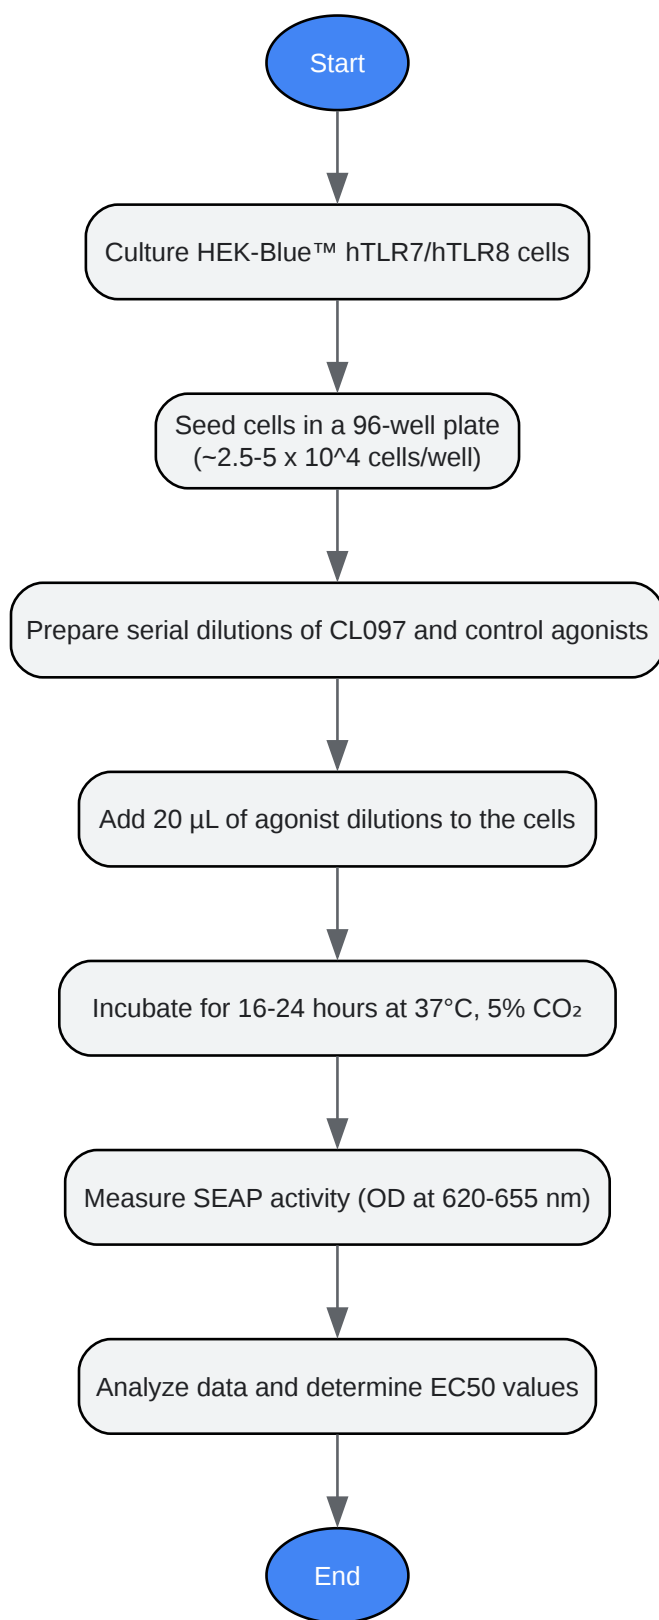 Start
Culture HEK-Blue™ hTLR7/hTLR8 cells
Seed cells in a 96-well plate
(~2.5-5 x 10^4 cells/well)
Prepare serial dilutions of CL097 and control agonists
Add 20 µL of agonist dilutions to the cells
Incubate for 16-24 hours at 37°C, 5% CO₂
Measure SEAP activity (OD at 620-655 nm)
Analyze data and determine EC50 values
End